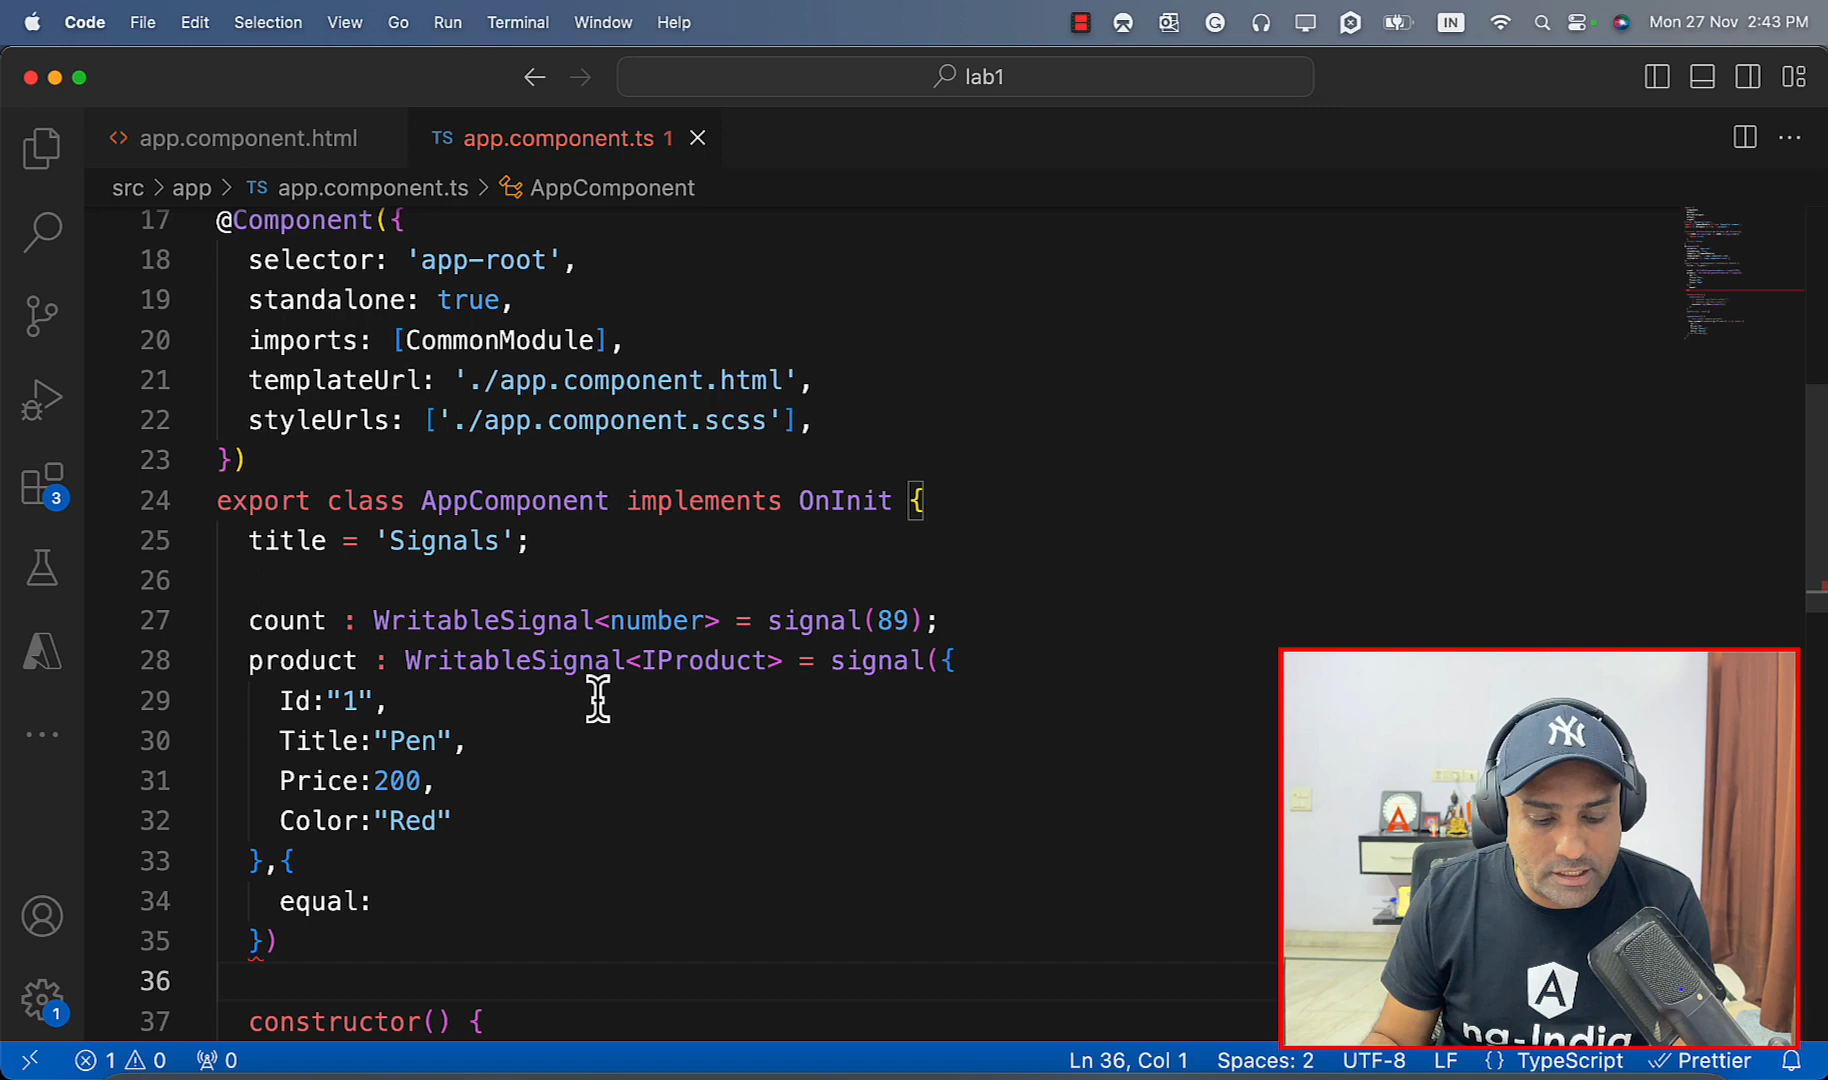 Code File Edit Selection View Go Run Terminal Window Help IN Mon 27 Nov 2:43 PM
lab1
app.component.html TS app.component.ts 1
src > app > TS app.component.ts > AppComponent
17 @Component({
18 selector: 'app-root',
19 standalone: true,
20 imports: [CommonModule],
21 templateUrl: './app.component.html',
22 styleUrls: ['./app.component.scss'],
23 })
24 export class AppComponent implements OnInit {
25 title = 'Signals';
26
27 count : WritableSignal<number> = signal(89);
28 product : WritableSignal<IProduct> = signal({
29 Id:"1",
30 Title:"Pen",
31 Price:200,
32 Color:"Red"
33 },{
34 equal:
35 })
36
37 constructor() {
3
1
NY
A
A
ng-India
1 0 0 Ln 36, Col 1 Spaces: 2 UTF-8 LF {} TypeScript Prettier